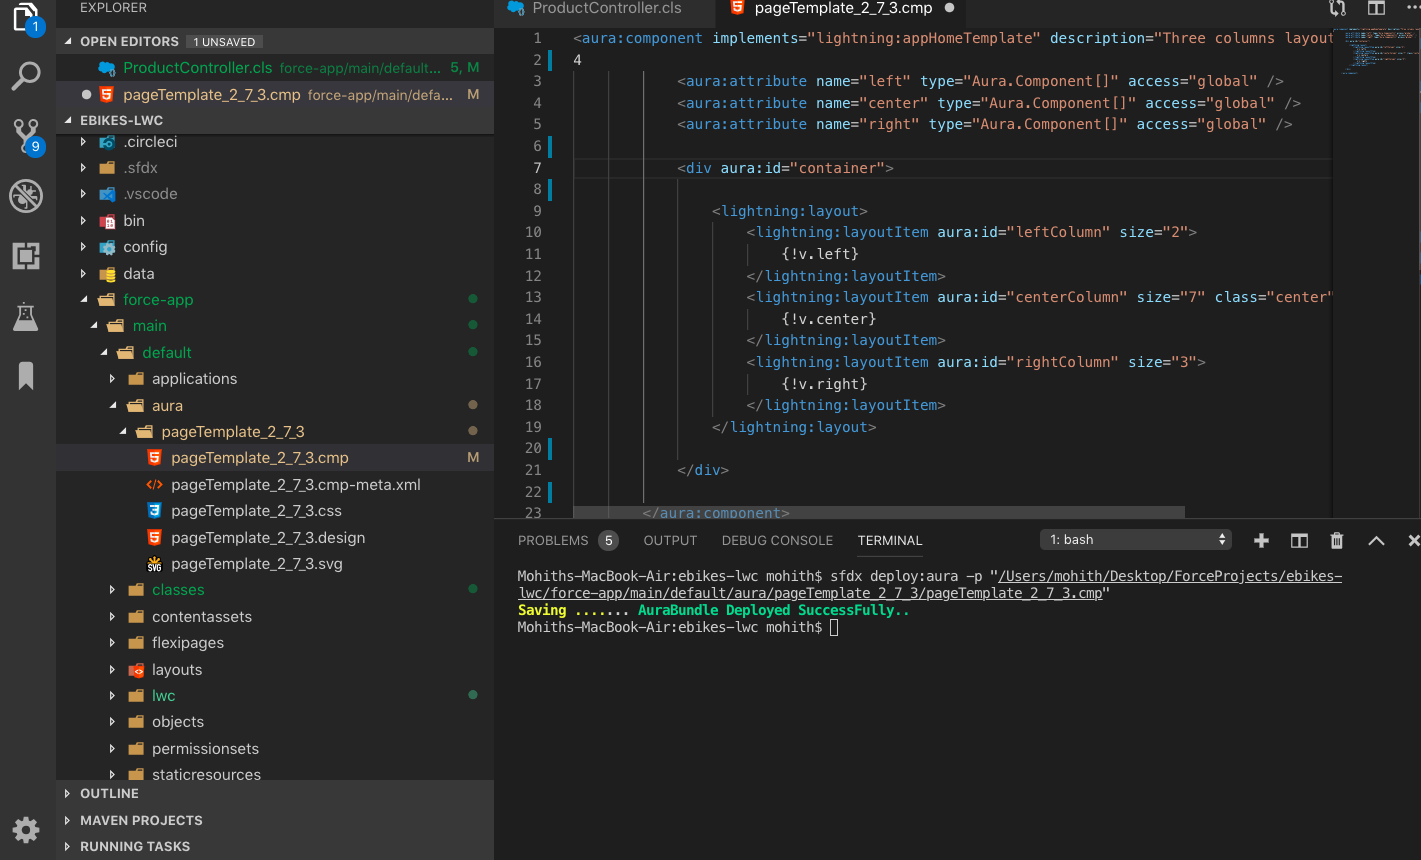 EXPLORER
OPEN EDITORS 1 UNSAVED
ProductController.cls force-app/main/default... 5, M
pageTemplate_2_7_3.cmp force-app/main/defa... M
EBIKES-LWC
.circleci
.sfdx
.vscode
bin
config
data
force-app
main
default
applications
aura
pageTemplate_2_7_3
pageTemplate_2_7_3.cmp M
pageTemplate_2_7_3.cmp-meta.xml
pageTemplate_2_7_3.css
pageTemplate_2_7_3.design
pageTemplate_2_7_3.svg
classes
contentassets
flexipages
layouts
lwc
objects
permissionsets
staticresources
OUTLINE
MAVEN PROJECTS
RUNNING TASKS
1
9
ProductController.cls pageTemplate_2_7_3.cmp
1 <aura:component implements="lightning:appHomeTemplate" description="Three columns layout
2 4
3 <aura:attribute name="left" type="Aura.Component[]" access="global" />
4 <aura:attribute name="center" type="Aura.Component[]" access="global" />
5 <aura:attribute name="right" type="Aura.Component[]" access="global" />
6
7 <div aura:id="container">
8
9 <lightning:layout>
10 <lightning:layoutItem aura:id="leftColumn" size="2">
11 {!v.left}
12 </lightning:layoutItem>
13 <lightning:layoutItem aura:id="centerColumn" size="7" class="center"
14 {!v.center}
15 </lightning:layoutItem>
16 <lightning:layoutItem aura:id="rightColumn" size="3">
17 {!v.right}
18 </lightning:layoutItem>
19 </lightning:layout>
20
21 </div>
22
23 </aura:component>
PROBLEMS 5 OUTPUT DEBUG CONSOLE TERMINAL 1: bash
Mohiths-MacBook-Air:ebikes-lwc mohith$ sfdx deploy:aura -p "/Users/mohith/Desktop/ForceProjects/ebikes-
lwc/force-app/main/default/aura/pageTemplate_2_7_3/pageTemplate_2_7_3.cmp"
Saving ....... AuraBundle Deployed SuccessFully..
Mohiths-MacBook-Air:ebikes-lwc mohith$